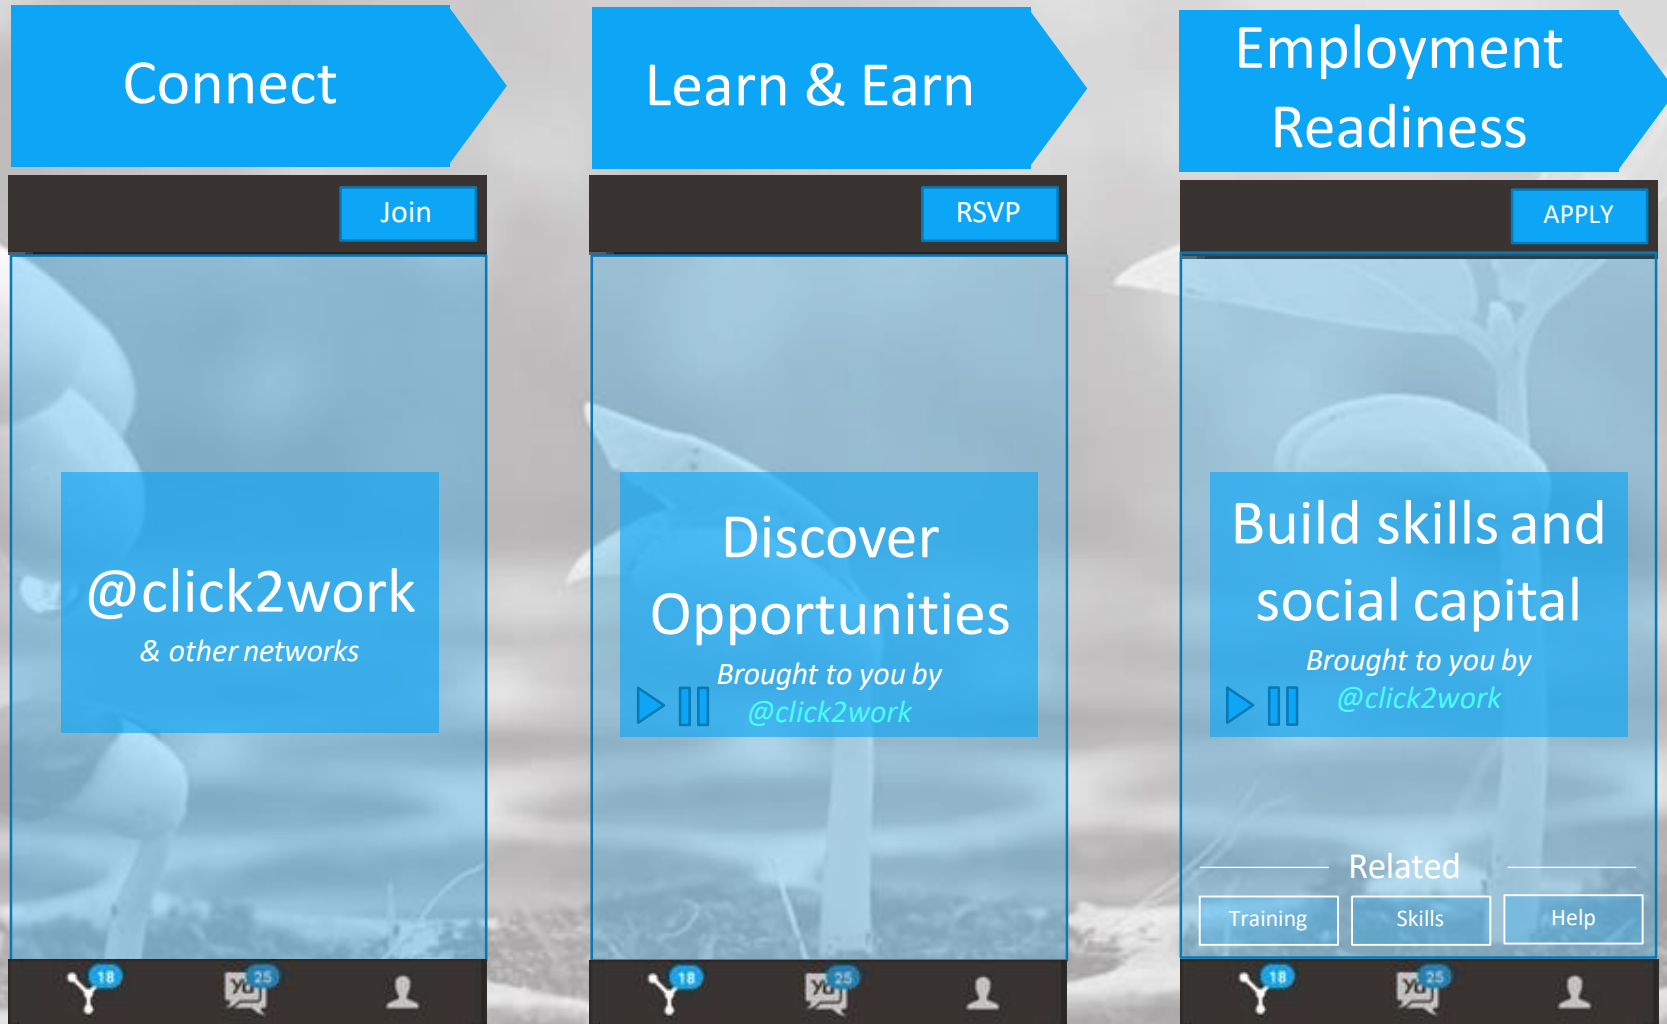 Connect
Join
@click2work
& other networks
18
25
Learn & Earn
RSVP
Discover
Opportunities
Brought to you by
@click2work
18
25
Employment
Readiness
APPLY
Build skills and
social capital
Brought to you by
@click2work
Related
Training
Skills
Help
18
25